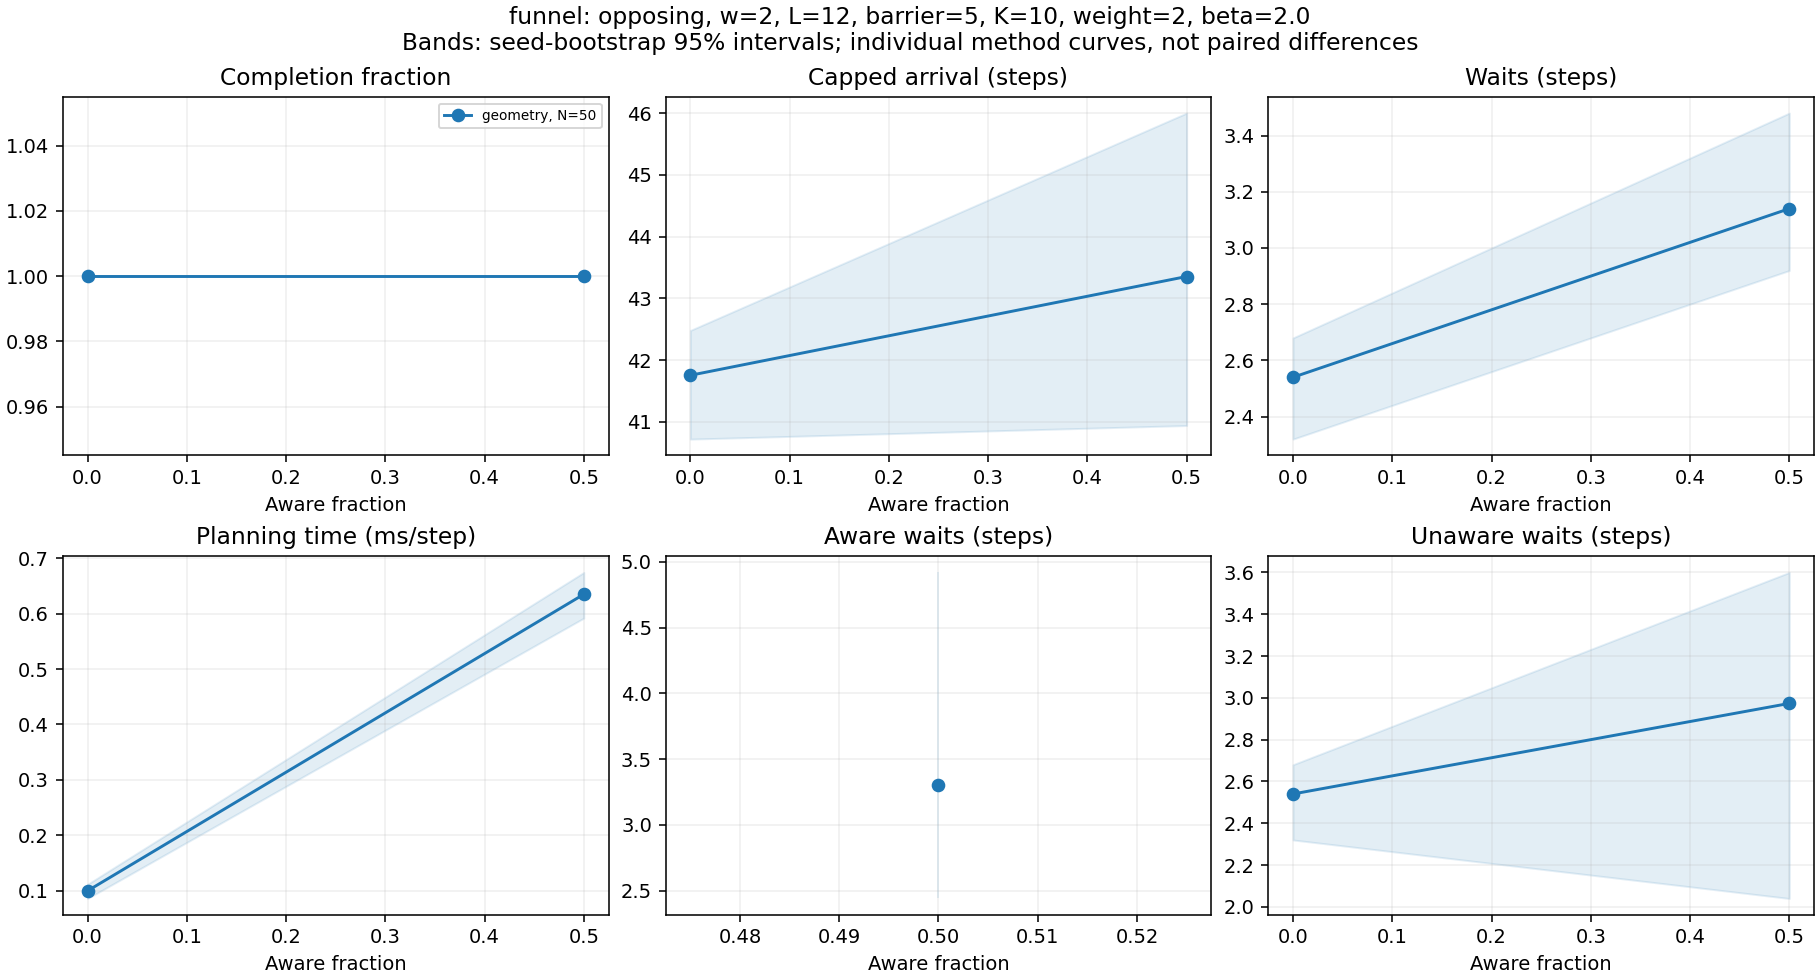 funnel: opposing, w=2, L=12, barrier=5, K=10, weight=2, beta=2.0
Bands: seed-bootstrap 95% intervals; individual method curves, not paired differences
Completion fraction
geometry, N=50
1.04
1.02
1.00
0.98
0.96
0.0 0.1 0.2 0.3 0.4 0.5
Aware fraction
Capped arrival (steps)
46
45
44
43
42
41
0.0 0.1 0.2 0.3 0.4 0.5
Aware fraction
Waits (steps)
3.4
3.2
3.0
2.8
2.6
2.4
0.0 0.1 0.2 0.3 0.4 0.5
Aware fraction
Planning time (ms/step)
0.7
0.6
0.5
0.4
0.3
0.2
0.1
0.0 0.1 0.2 0.3 0.4 0.5
Aware fraction
Aware waits (steps)
5.0
4.5
4.0
3.5
3.0
2.5
0.48 0.49 0.50 0.51 0.52
Aware fraction
Unaware waits (steps)
3.6
3.4
3.2
3.0
2.8
2.6
2.4
2.2
2.0
0.0 0.1 0.2 0.3 0.4 0.5
Aware fraction